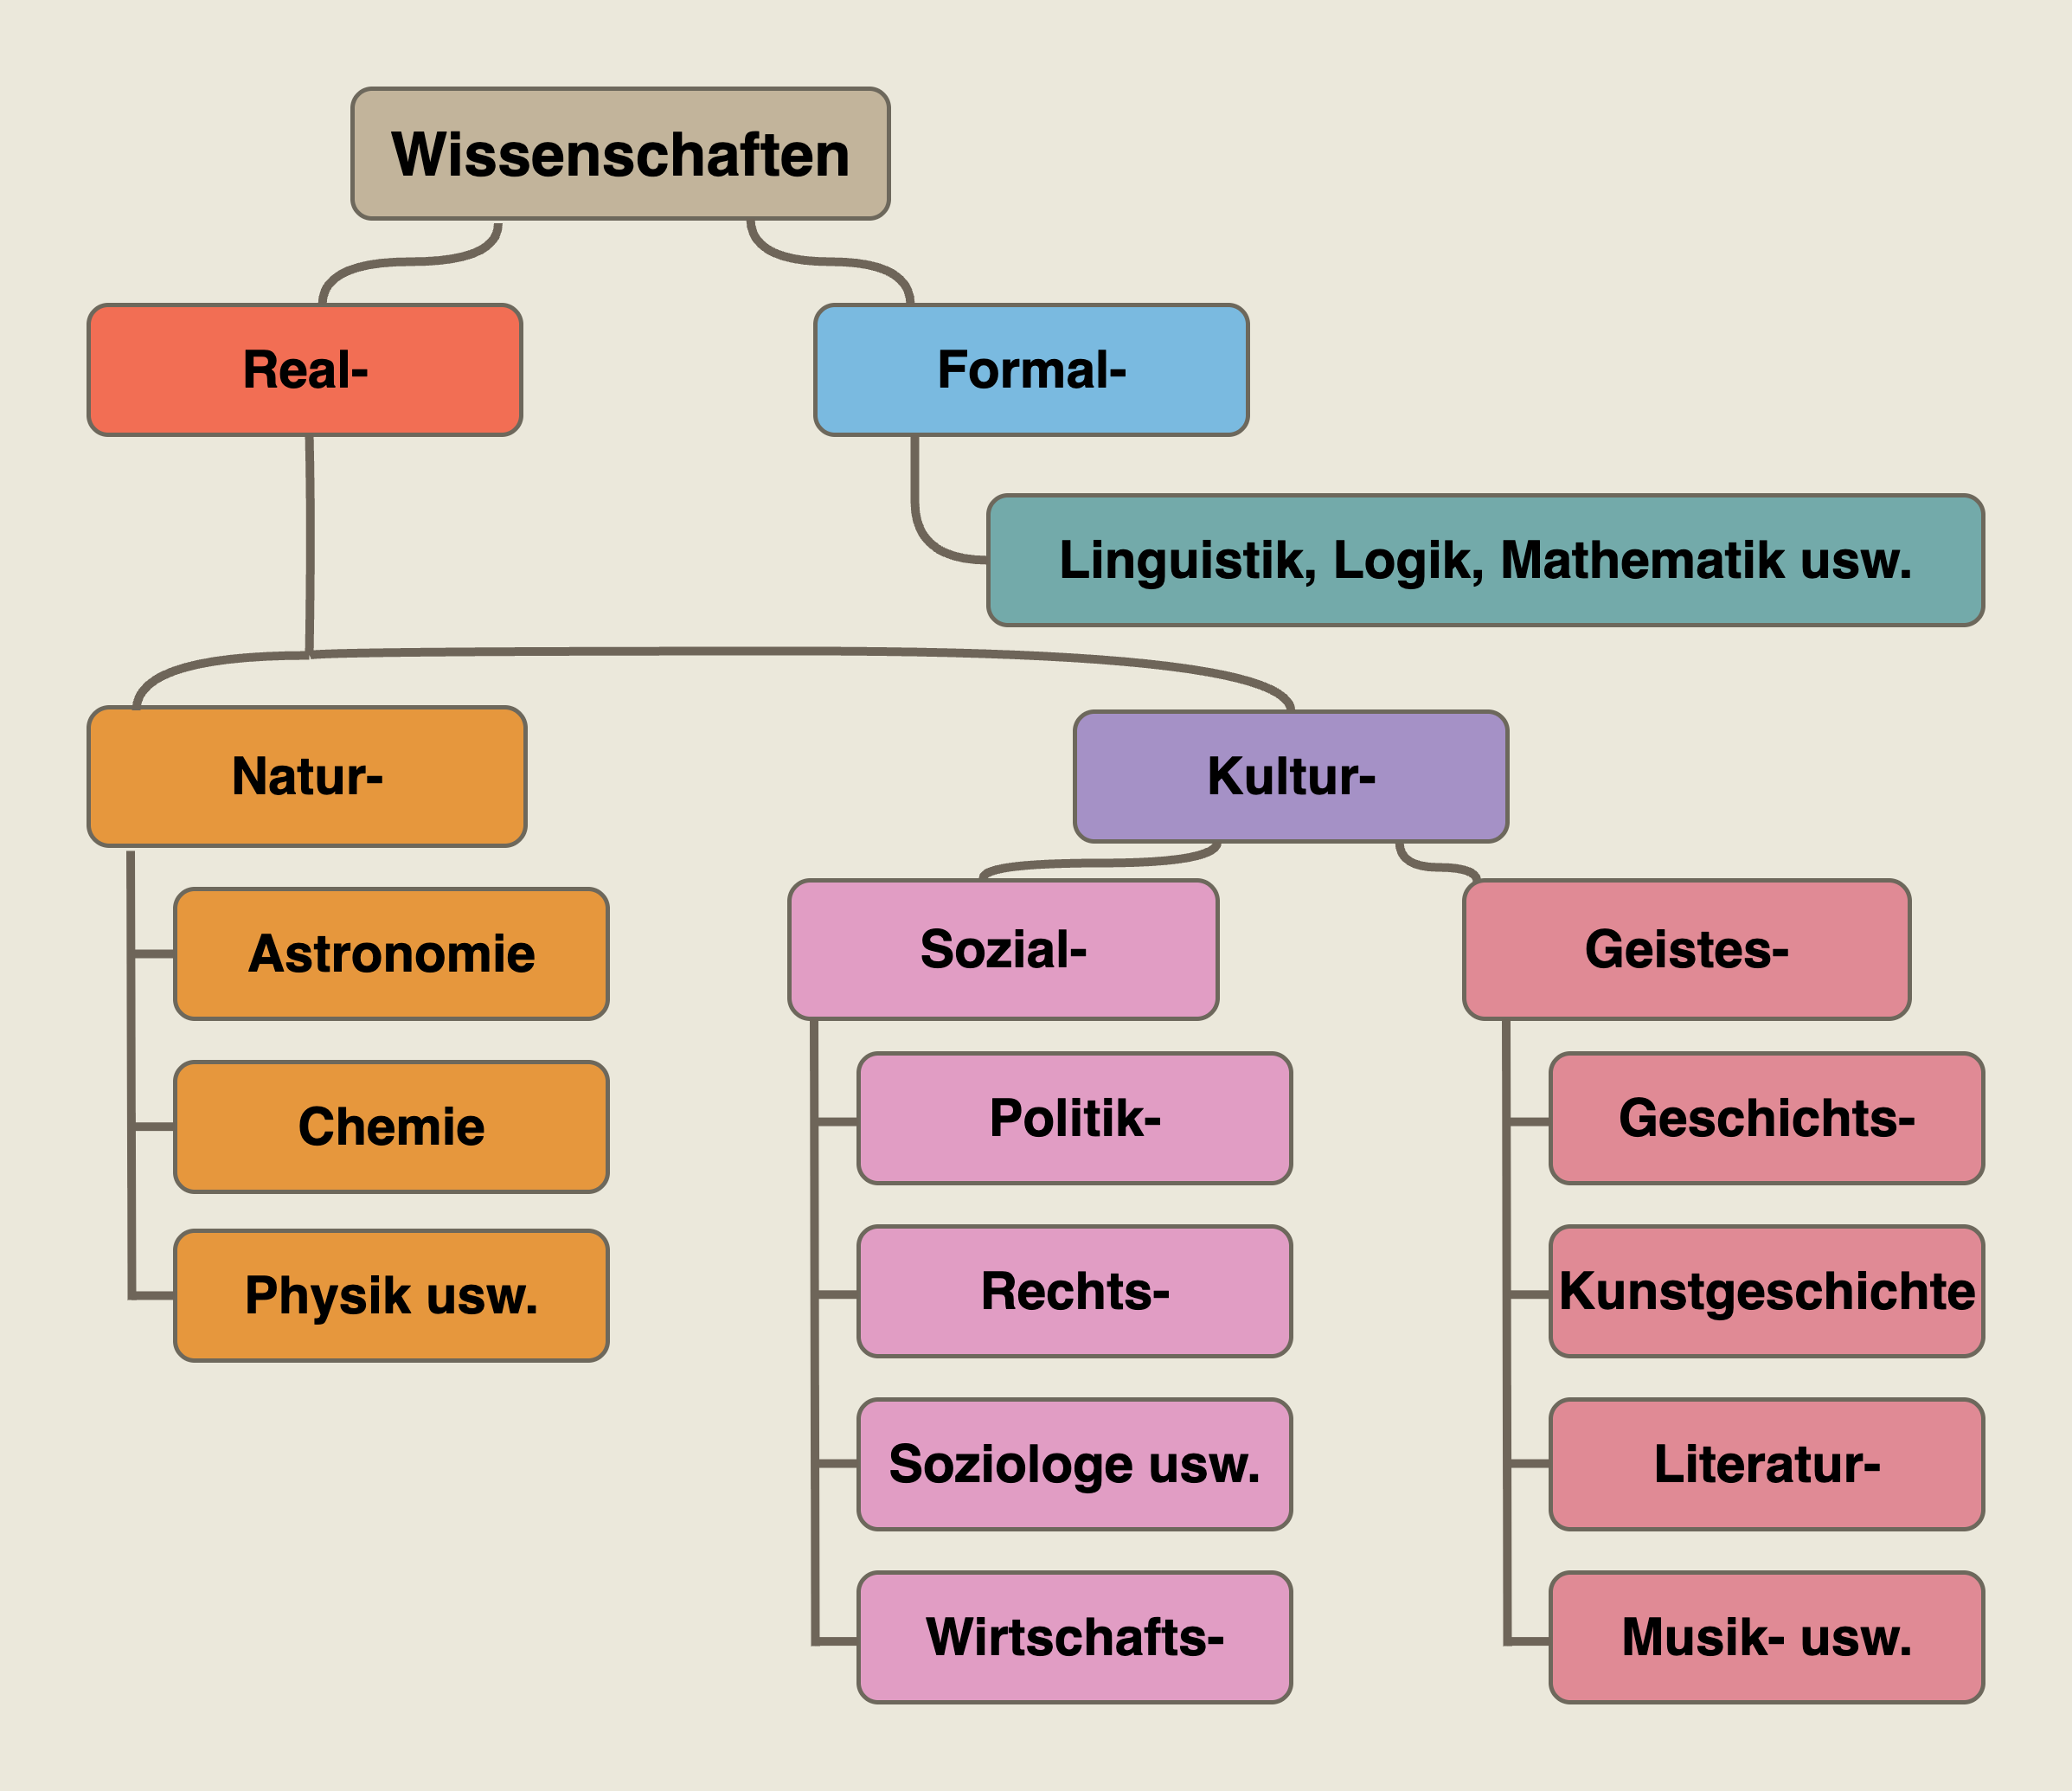 Wissenschaften
Real-
Formal-
Linguistik, Logik, Mathematik usw.
Natur-
Kultur-
Astronomie
Chemie
Physik usw.
Sozial-
Politik-
Rechts-
Soziologe usw.
Wirtschafts-
Geistes-
Geschichts-
Kunstgeschichte
Literatur-
Musik- usw.